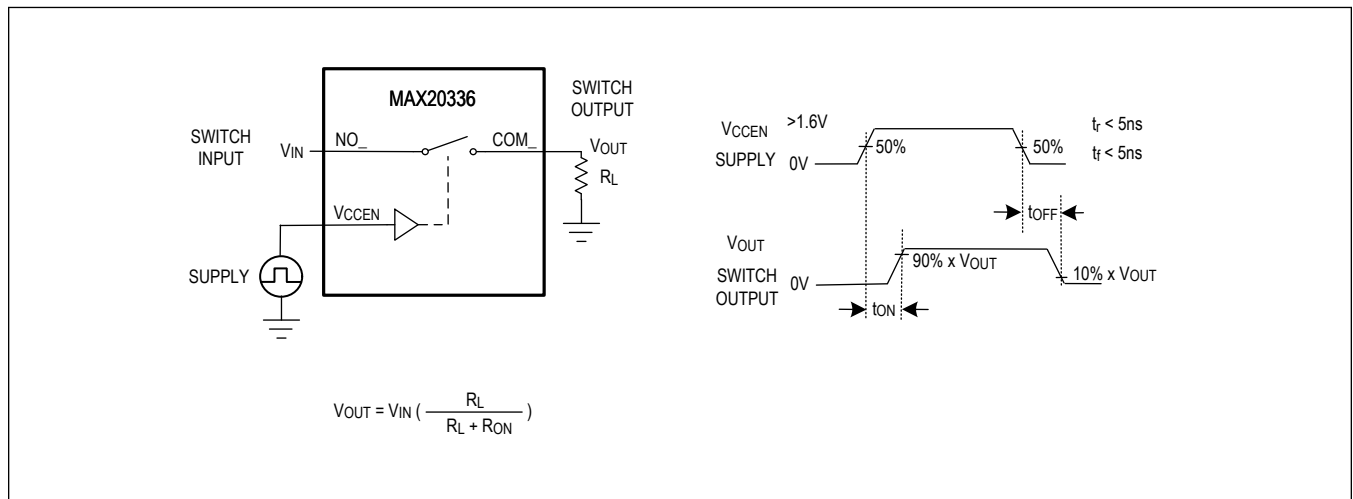 MAX20336
SWITCH
OUTPUT
SWITCH
INPUT
VIN
NO_
COM_
VOUT
RL
VCCEN
SUPPLY
VOUT = VIN ( RL / RL + RON )
VCCEN >1.6V
SUPPLY 0V
50%
50%
tr < 5ns
tf < 5ns
tOFF
VOUT
SWITCH 0V
OUTPUT
90% x VOUT
10% x VOUT
tON